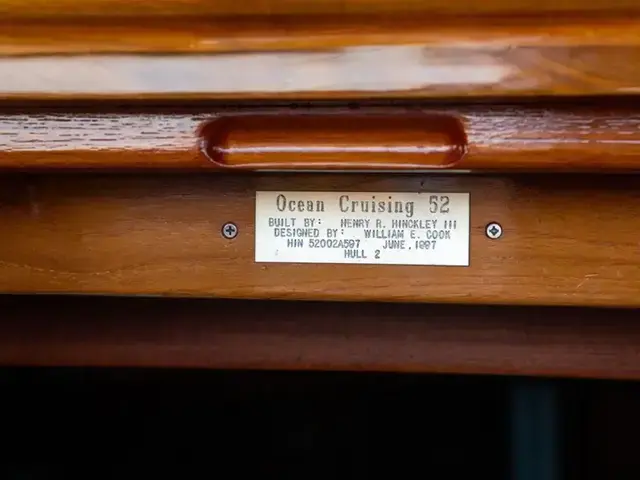 Ocean Cruising 52
BUILT BY: HENRY R. HINCKLEY III
DESIGNED BY: WILLIAM E. COOK
HIN 52002A597 JUNE, 1997
HULL 2